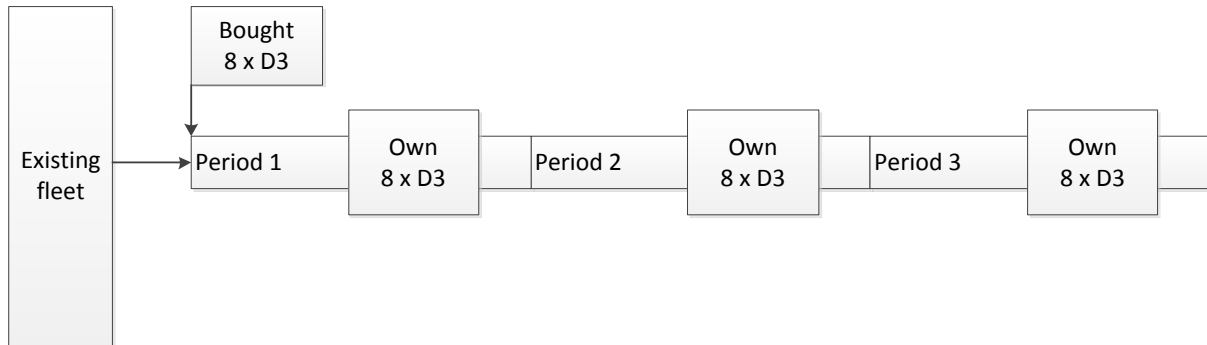 Bought
8 x D3
Existing
fleet
Period 1
Own
8 x D3
Period 2
Own
8 x D3
Period 3
Own
8 x D3